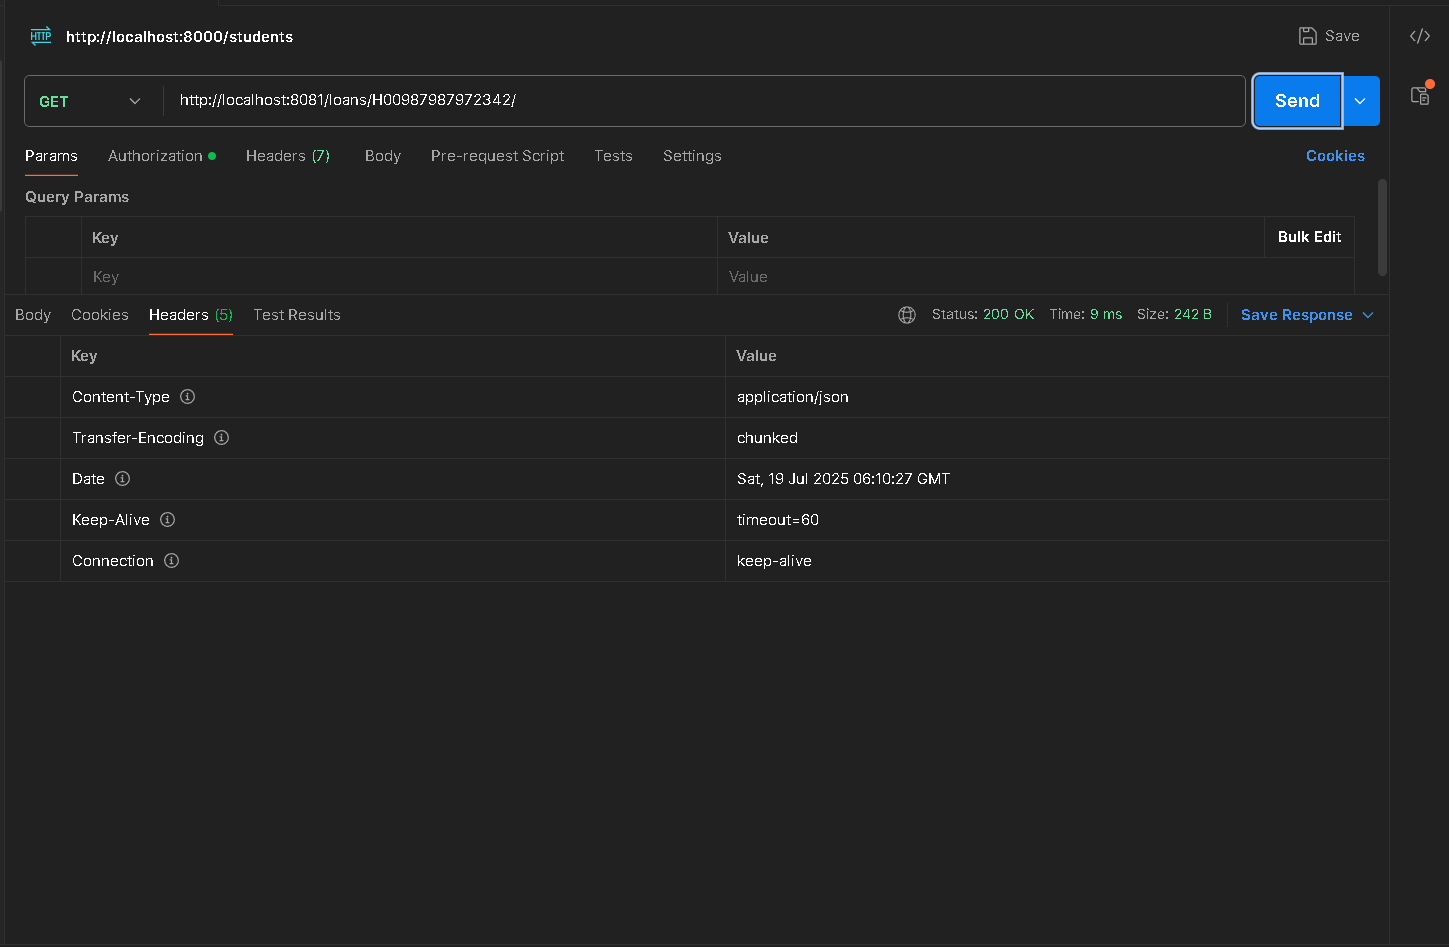 HTTP http://localhost:8000/students Save
GET http://localhost:8081/loans/H00987987972342/ Send
Params Authorization Headers (7) Body Pre-request Script Tests Settings Cookies
Query Params
Key Value Bulk Edit
Key Value
Body Cookies Headers (5) Test Results Status: 200 OK Time: 9 ms Size: 242 B Save Response
Key Value
Content-Type application/json
Transfer-Encoding chunked
Date Sat, 19 Jul 2025 06:10:27 GMT
Keep-Alive timeout=60
Connection keep-alive